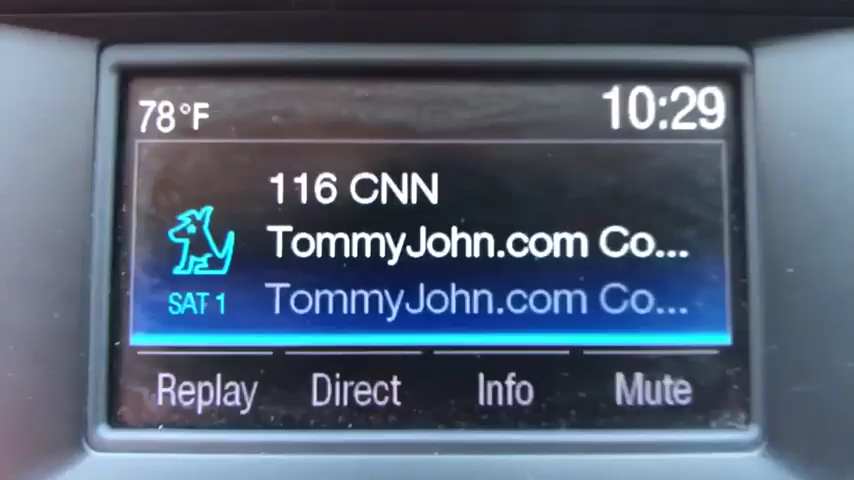 78°F 10:29
116 CNN
TommyJohn.com Co...
SAT 1 TommyJohn.com Co...
Replay Direct Info Mute